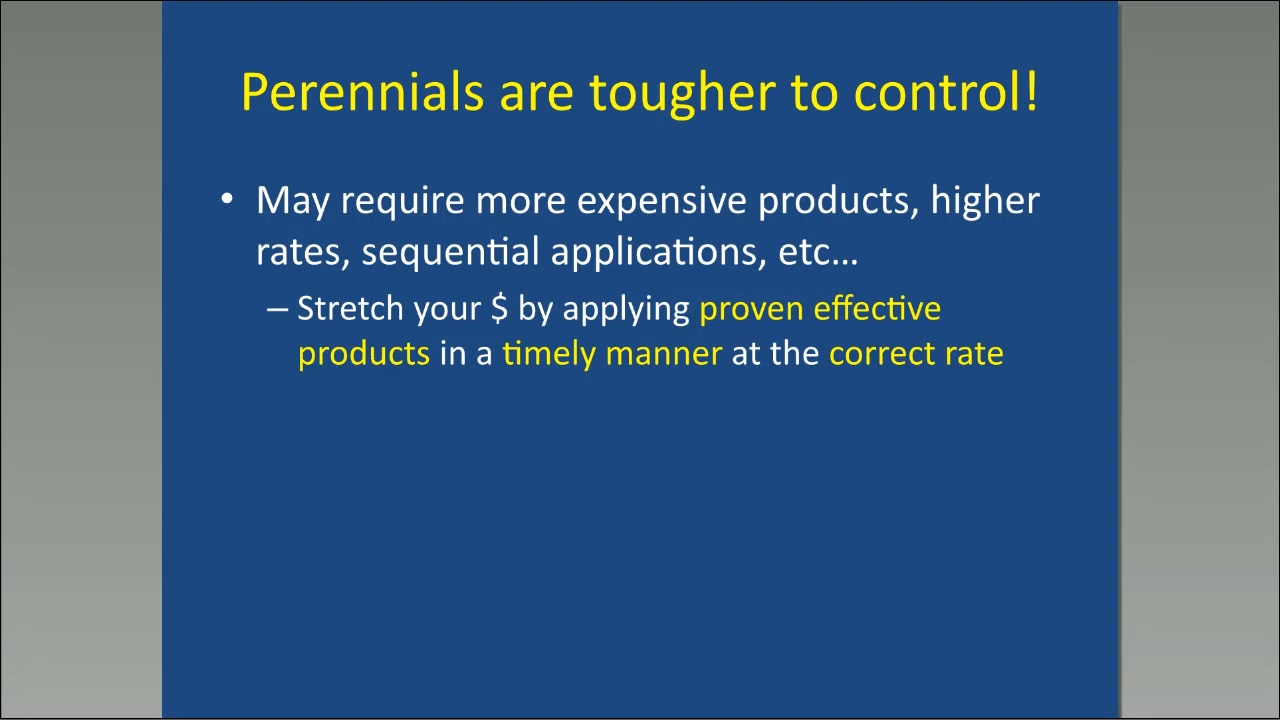 Perennials are tougher to control!
• May require more expensive products, higher
rates, sequential applications, etc…
– Stretch your $ by applying proven effective
products in a timely manner at the correct rate